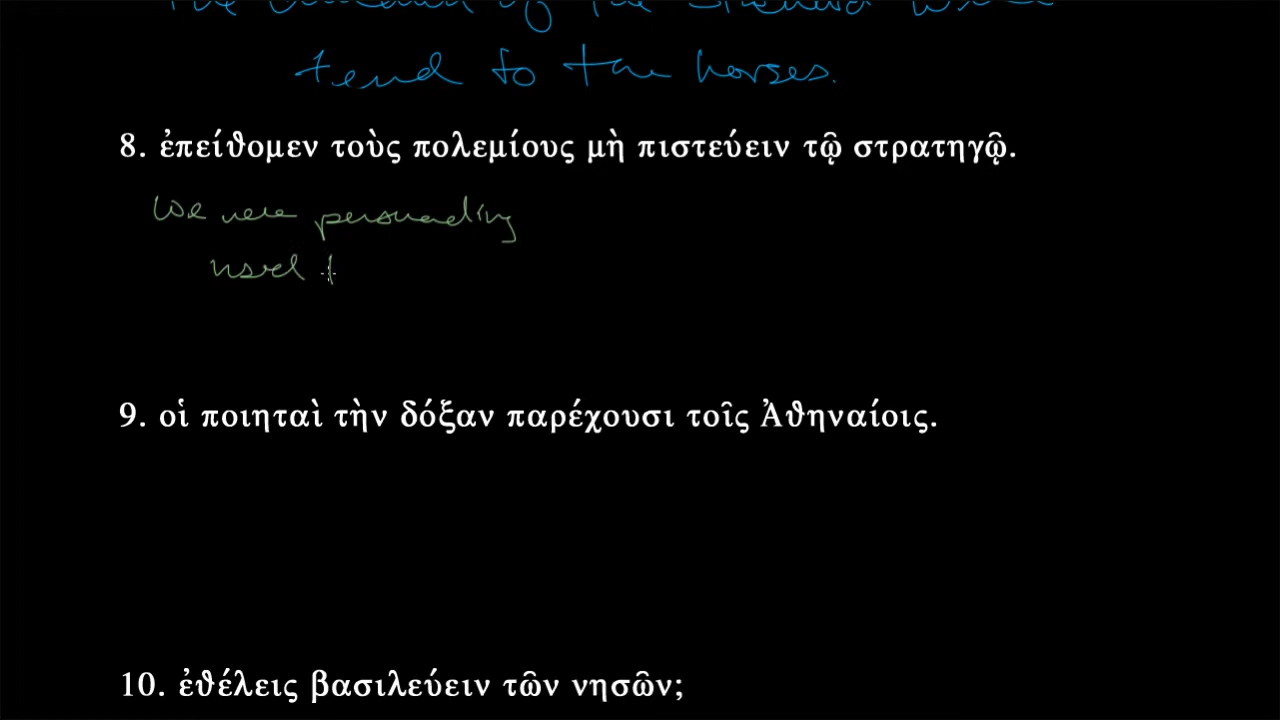 tend to the horses.
8. ἐπείθομεν τοὺς πολεμίους μὴ πιστεύειν τῷ στρατηγῷ.
we were persuading
used t
9. οἱ ποιηταὶ τὴν δόξαν παρέχουσι τοῖς Ἀθηναίοις.
10. ἐθέλεις βασιλεύειν τῶν νησῶν;